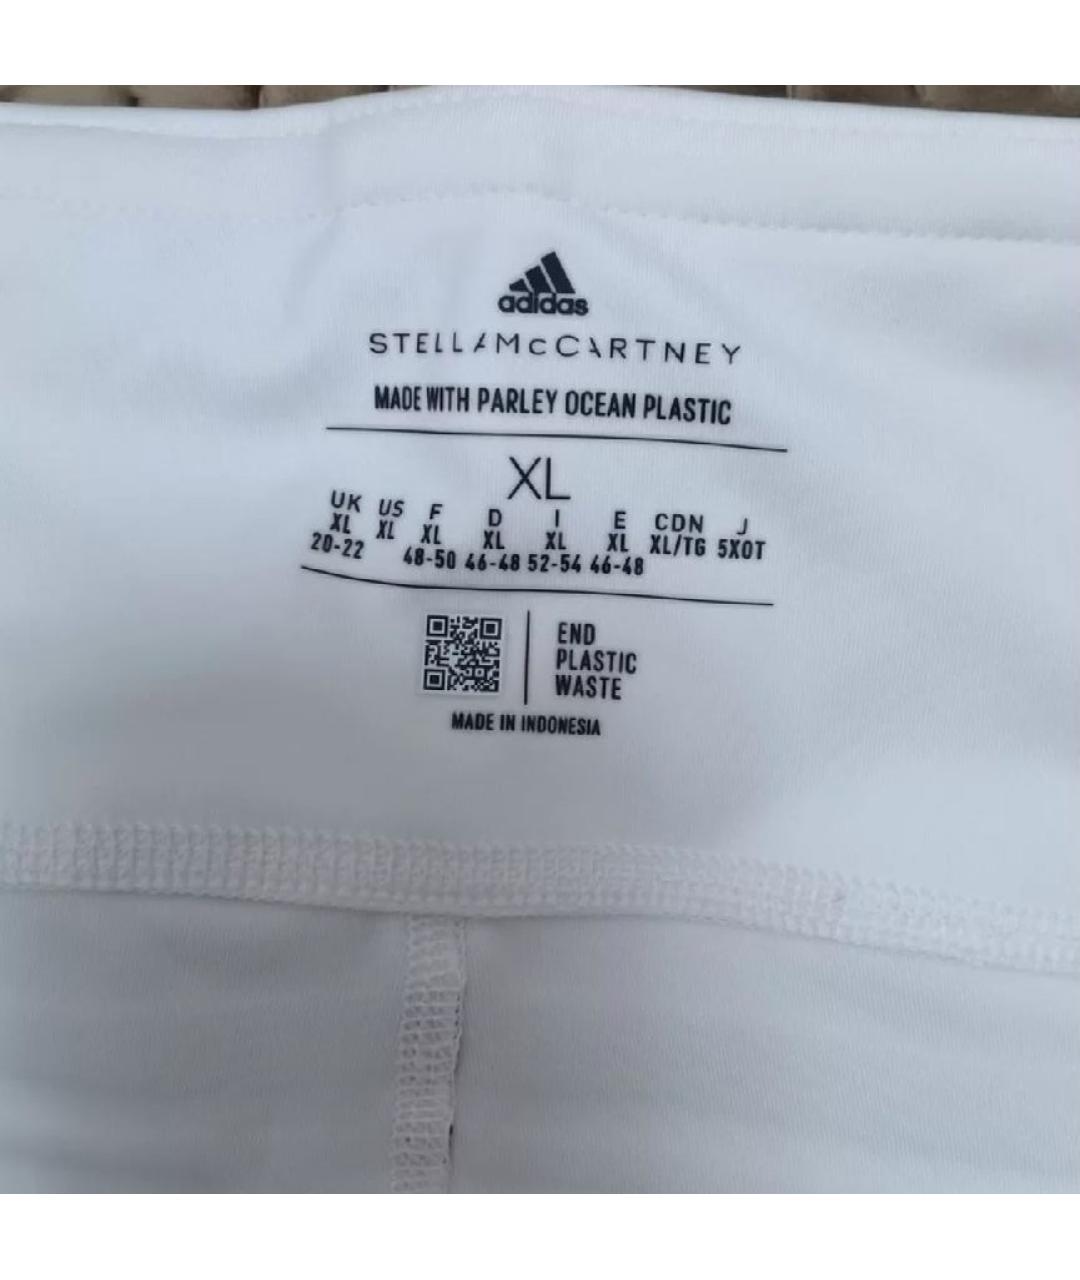 adidas
STELLAMcCARTNEY
MADE WITH PARLEY OCEAN PLASTIC
XL
UK US F D I E CDN J
XL XL XL XL XL XL XL/TG 5XOT
20-22 48-50 46-48 52-54 46-48
END
PLASTIC
WASTE
MADE IN INDONESIA